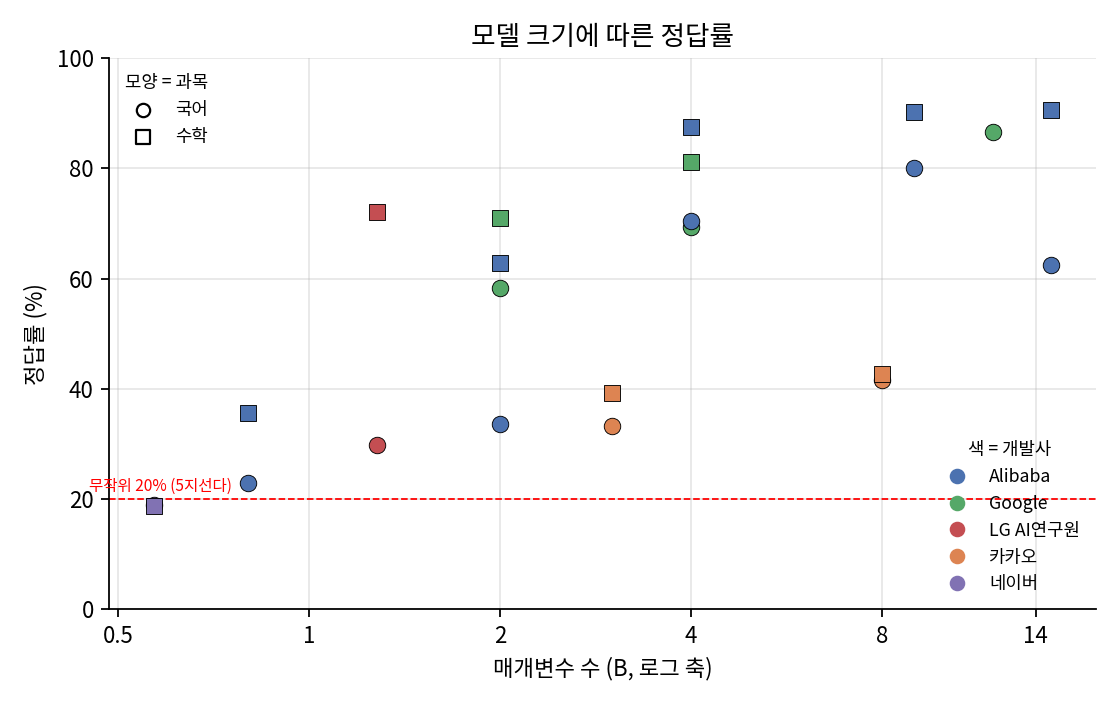 모델 크기에 따른 정답률
100
80
60
40
20
0
정답률 (%)
모양 = 과목
국어
수학
무작위 20% (5지선다)
색 = 개발사
Alibaba
Google
LG AI연구원
카카오
네이버
0.5
1
2
4
8
14
매개변수 수 (B, 로그 축)